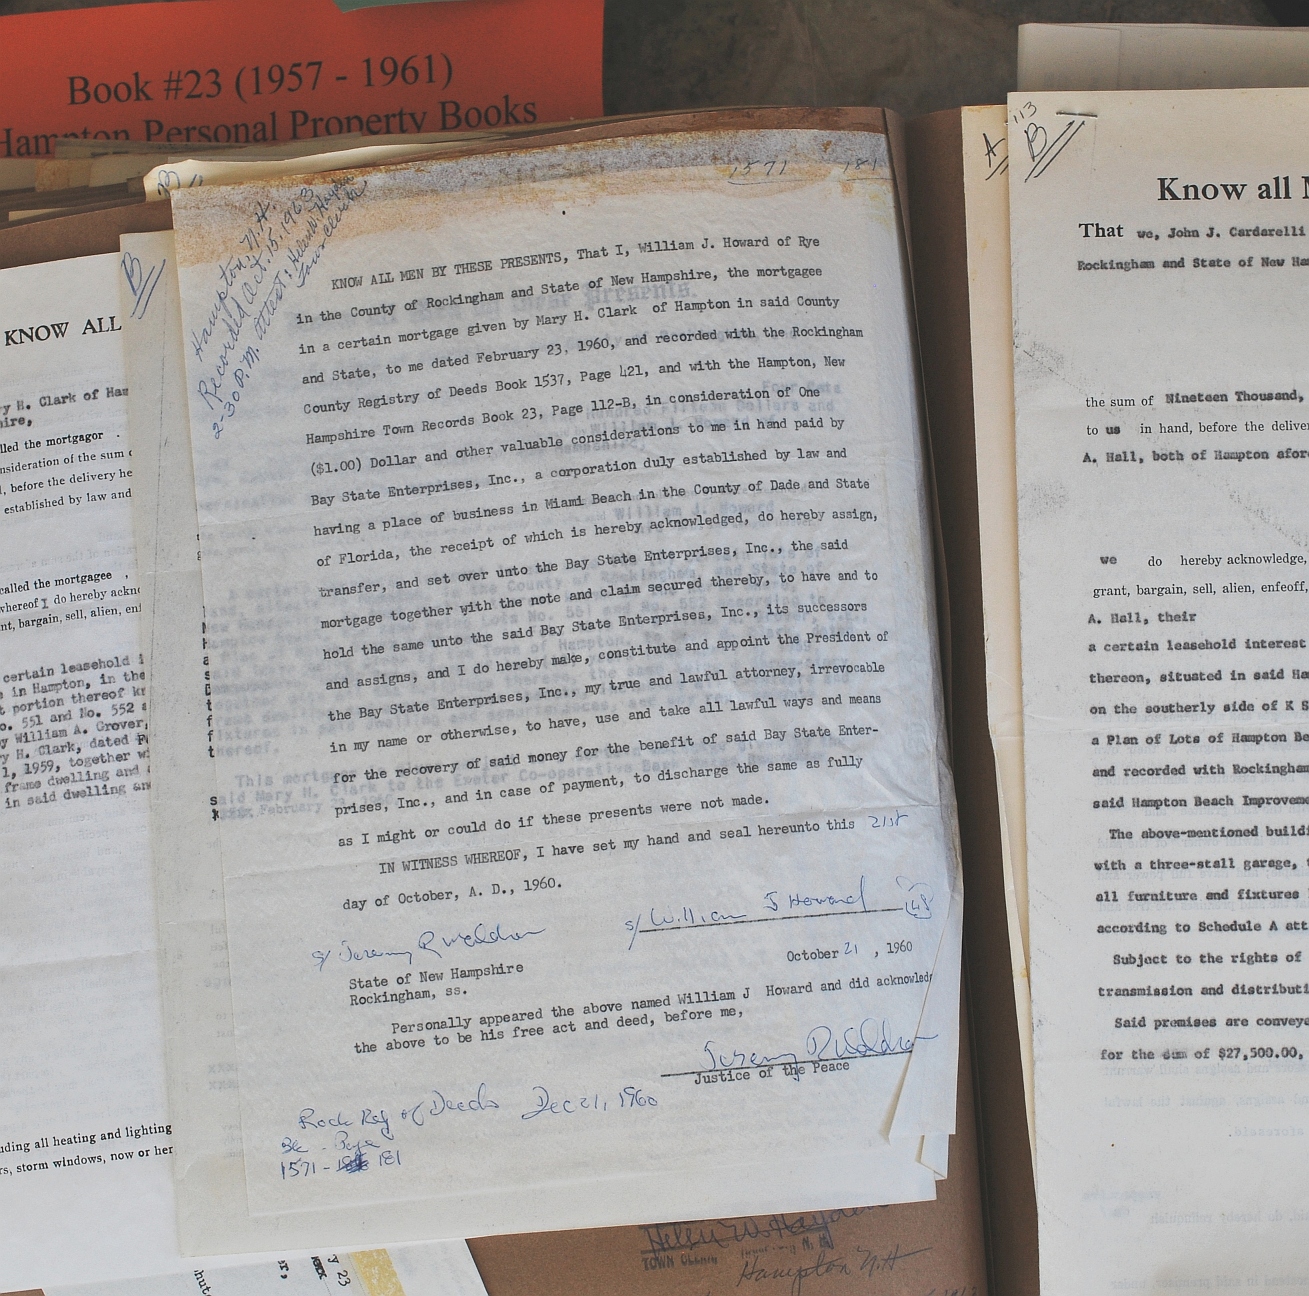 Book #23 (1957 - 1961)
Hampton Personal Property Books
B
1571 181
Hampton, N.H.
Recorded Oct. 15, 1963
2-30 P.M. Attest: Helen W. Hayden
Town Clerk
KNOW ALL MEN BY THESE PRESENTS, That I, William J. Howard of Rye
in the County of Rockingham and State of New Hampshire, the mortgagee
in a certain mortgage given by Mary H. Clark of Hampton in said County
and State, to me dated February 23, 1960, and recorded with the Rockingham
County Registry of Deeds Book 1537, Page 421, and with the Hampton, New
Hampshire Town Records Book 23, Page 112-B, in consideration of One
($1.00) Dollar and other valuable considerations to me in hand paid by
Bay State Enterprises, Inc., a corporation duly established by law and
having a place of business in Miami Beach in the County of Dade and State
of Florida, the receipt of which is hereby acknowledged, do hereby assign,
transfer, and set over unto the Bay State Enterprises, Inc., the said
mortgage together with the note and claim secured thereby, to have and to
hold the same unto the said Bay State Enterprises, Inc., its successors
and assigns, and I do hereby make, constitute and appoint the President of
the Bay State Enterprises, Inc., my true and lawful attorney, irrevocable
in my name or otherwise, to have, use and take all lawful ways and means
for the recovery of said money for the benefit of said Bay State Enter-
prises, Inc., and in case of payment, to discharge the same as fully
as I might or could do if these presents were not made.
IN WITNESS WHEREOF, I have set my hand and seal hereunto this 21st
day of October, A. D., 1960.
s/ Jeremy R Waldron
s/ William J Howard
October 21, 1960
State of New Hampshire
Rockingham, ss.
Personally appeared the above named William J Howard and did acknowled
the above to be his free act and deed, before me,
Jeremy R Waldron
Justice of the Peace
Rock Reg of Deeds Dec 21, 1960
Page
1571 - 181
B
KNOW ALL
y H. Clark of Ham
ire,
lled the mortgagor .
nsideration of the sum
, before the delivery he
established by law and
called the mortgagee ,
whereof I do hereby ackn
nt, bargain, sell, alien, en
certain leasehold i
e in Hampton, in the
t portion thereof kn
o. 551 and No. 552 a
y William A. Grover,
y H. Clark, dated
1, 1959, together wi
frame dwelling and
in said dwelling an
uding all heating and lighting
rs, storm windows, now or her
y 23
Helen W. Hayden
TOWN CLERK
Hampton N.H
A
113
B
Know all M
That we, John J. Cardarelli
Rockingham and State of New Ha
the sum of Nineteen Thousand,
to us in hand, before the deliver
A. Hall, both of Hampton afor
we do hereby acknowledge,
grant, bargain, sell, alien, enfeoff,
A. Hall, their
a certain leasehold interest
thereon, situated in said Ha
on the southerly side of K S
a Plan of Lots of Hampton Be
and recorded with Rockingham
said Hampton Beach Improveme
The above-mentioned buildi
with a three-stall garage, t
all furniture and fixtures
according to Schedule A att
Subject to the rights of
transmission and distributi
Said premises are conveye
for the sum of $27,500.00,